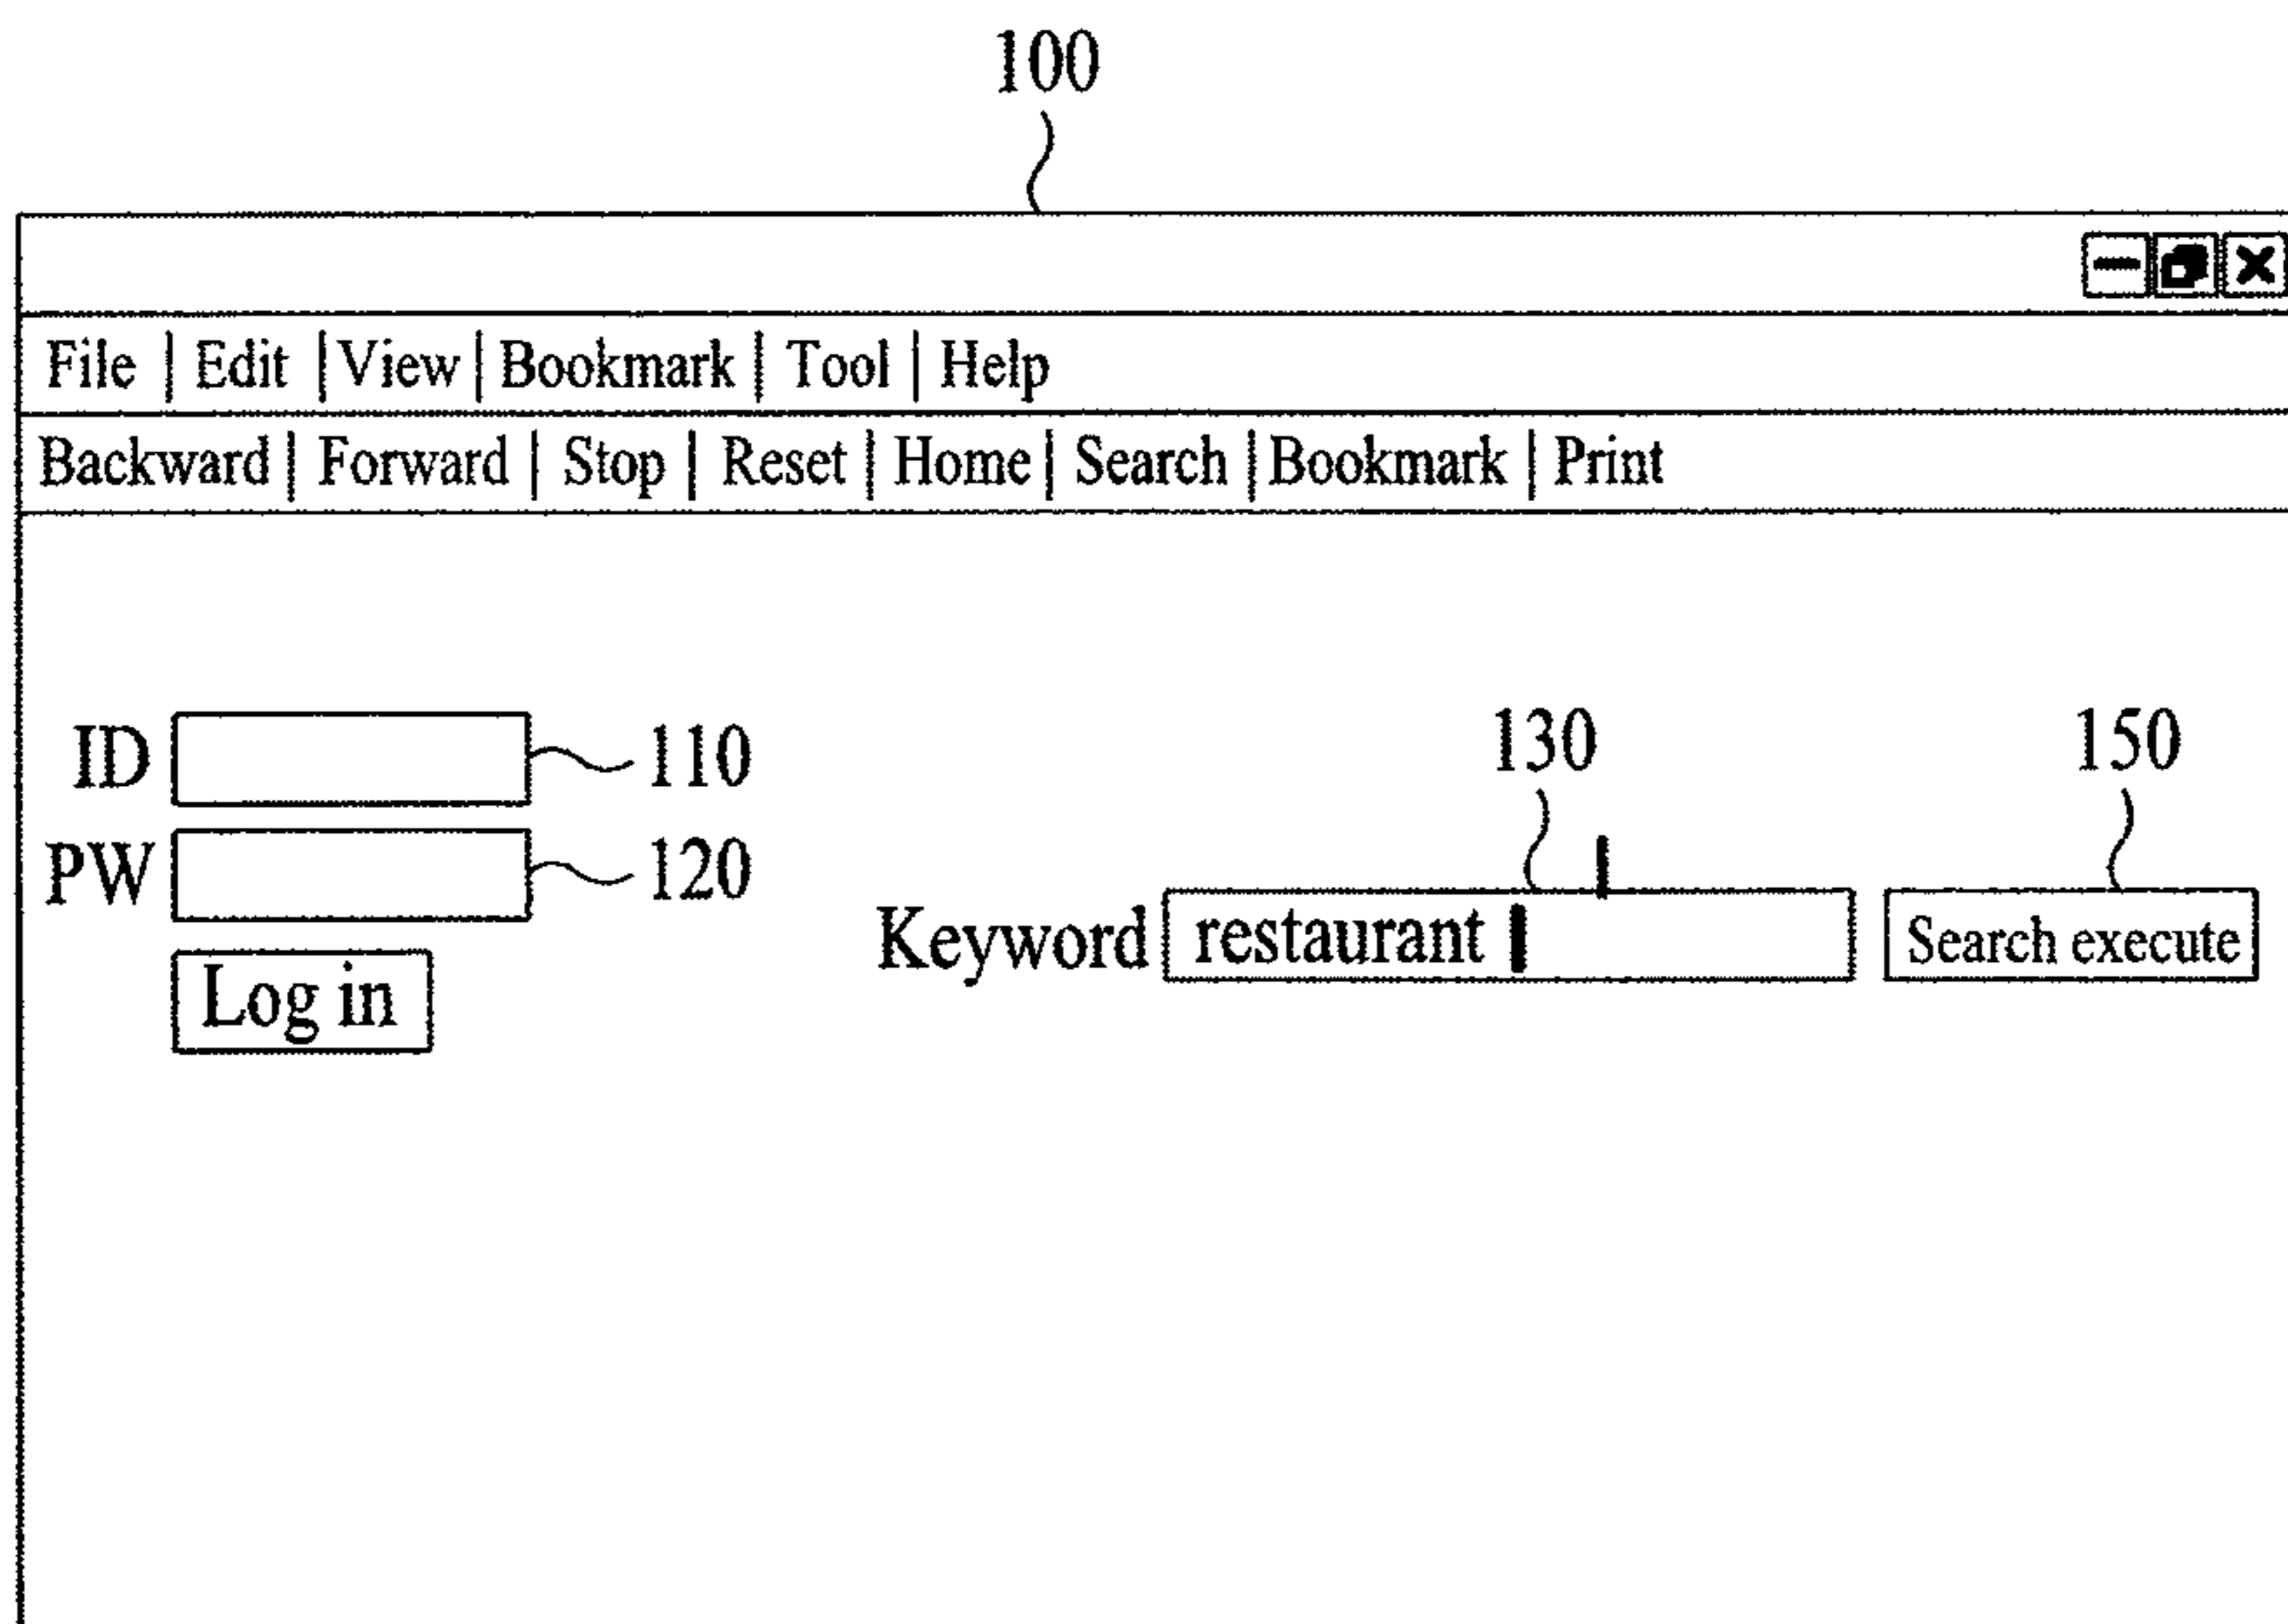 100
File | Edit | View | Bookmark | Tool | Help
Backward | Forward | Stop | Reset | Home | Search | Bookmark | Print
ID 110
130 150
PW 120
Keyword restaurant Search execute
Log in